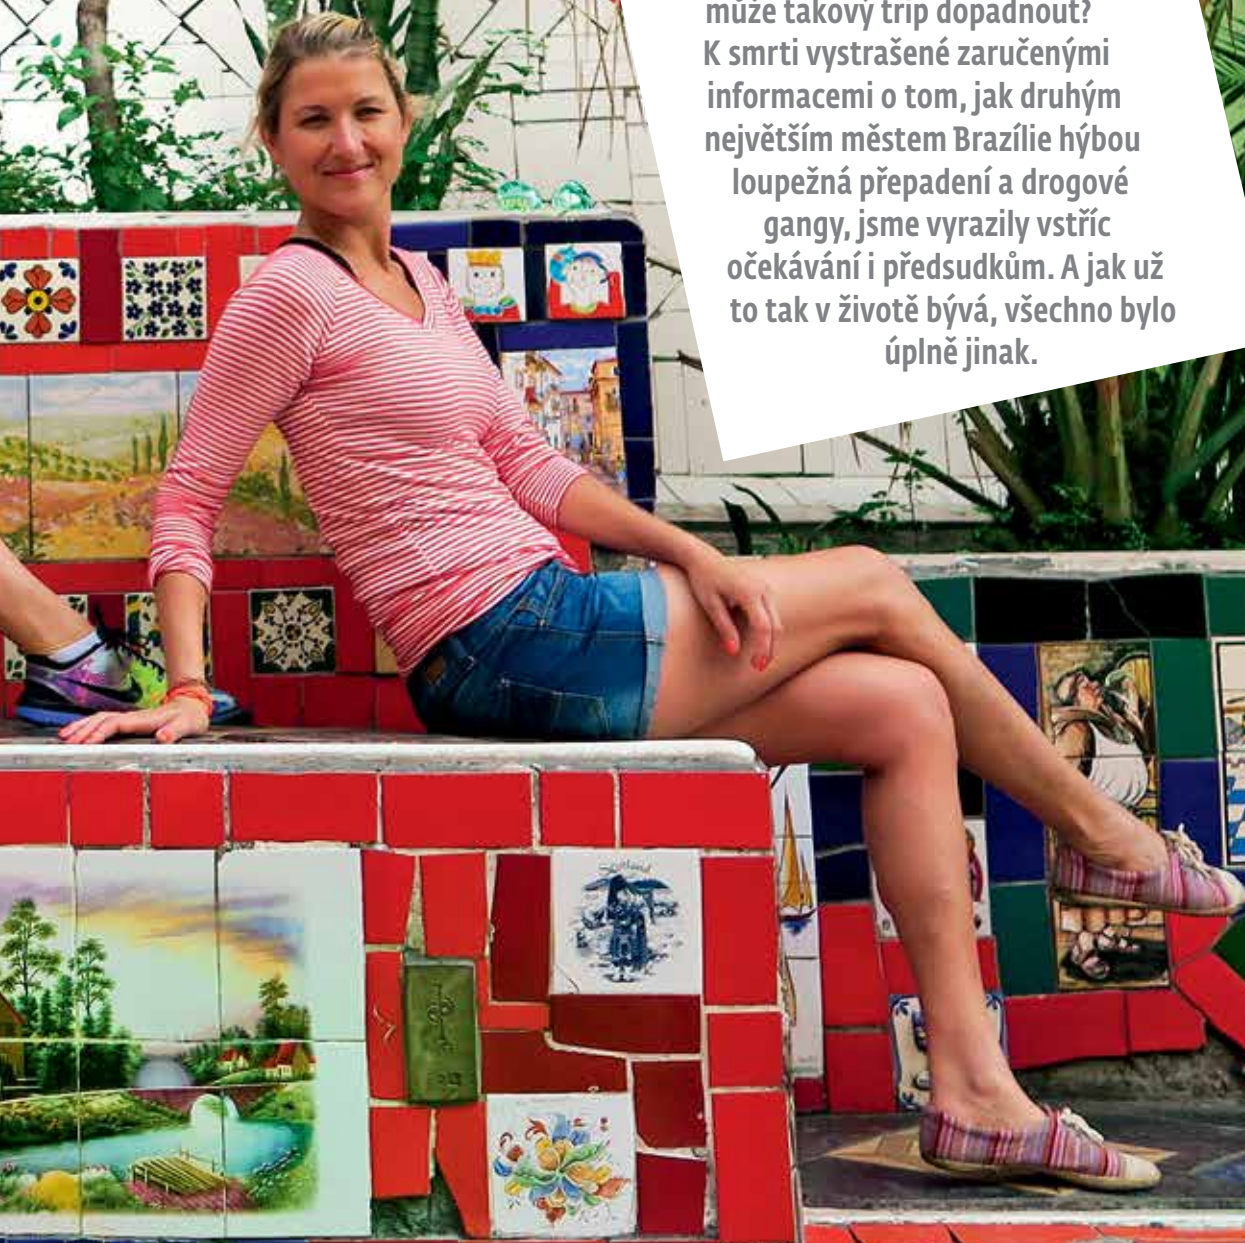 může takový trip dopadnout?
K smrti vystrašené zaručenými
informacemi o tom, jak druhým
největším městem Brazílie hýbou
loupežná přepadení a drogové
gangy, jsme vyrazily vstříc
očekávání i předsudkům. A jak už
to tak v životě bývá, všechno bylo
úplně jinak.
Scotland